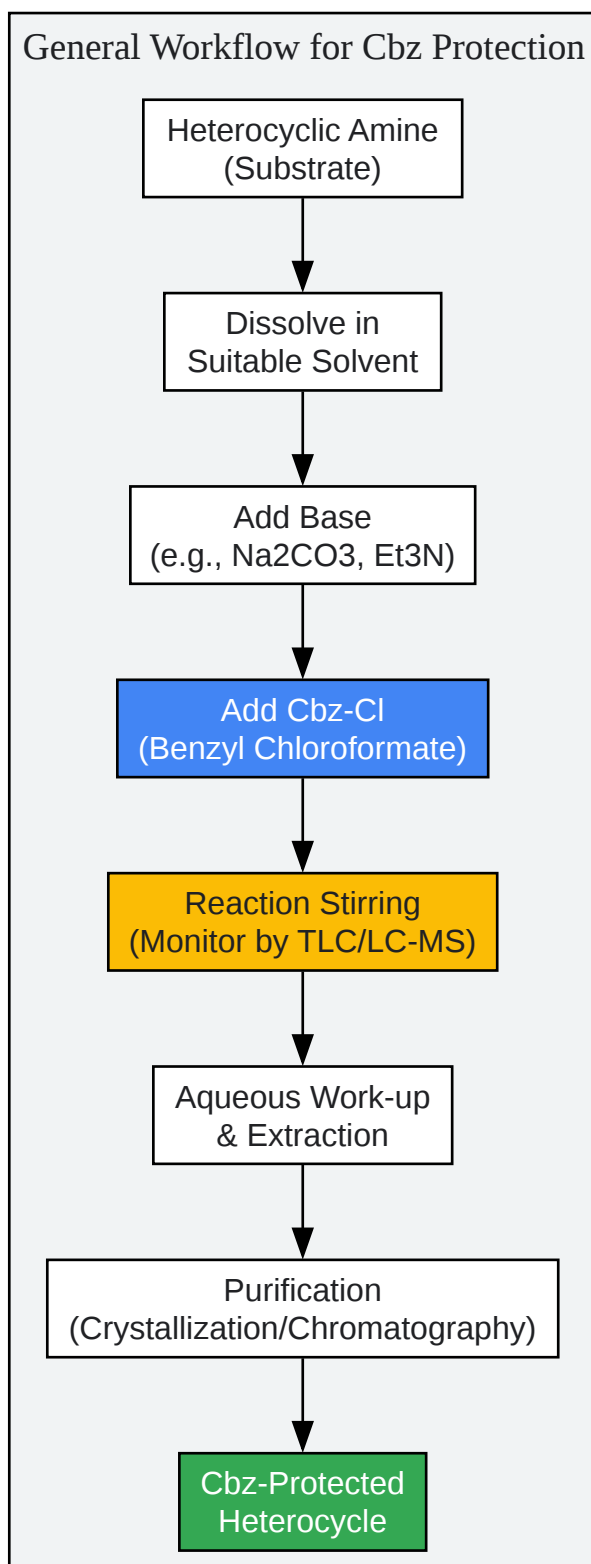 General Workflow for Cbz Protection
Heterocyclic Amine
(Substrate)
Dissolve in
Suitable Solvent
Add Base
(e.g., Na2CO3, Et3N)
Add Cbz-Cl
(Benzyl Chloroformate)
Reaction Stirring
(Monitor by TLC/LC-MS)
Aqueous Work-up
& Extraction
Purification
(Crystallization/Chromatography)
Cbz-Protected
Heterocycle